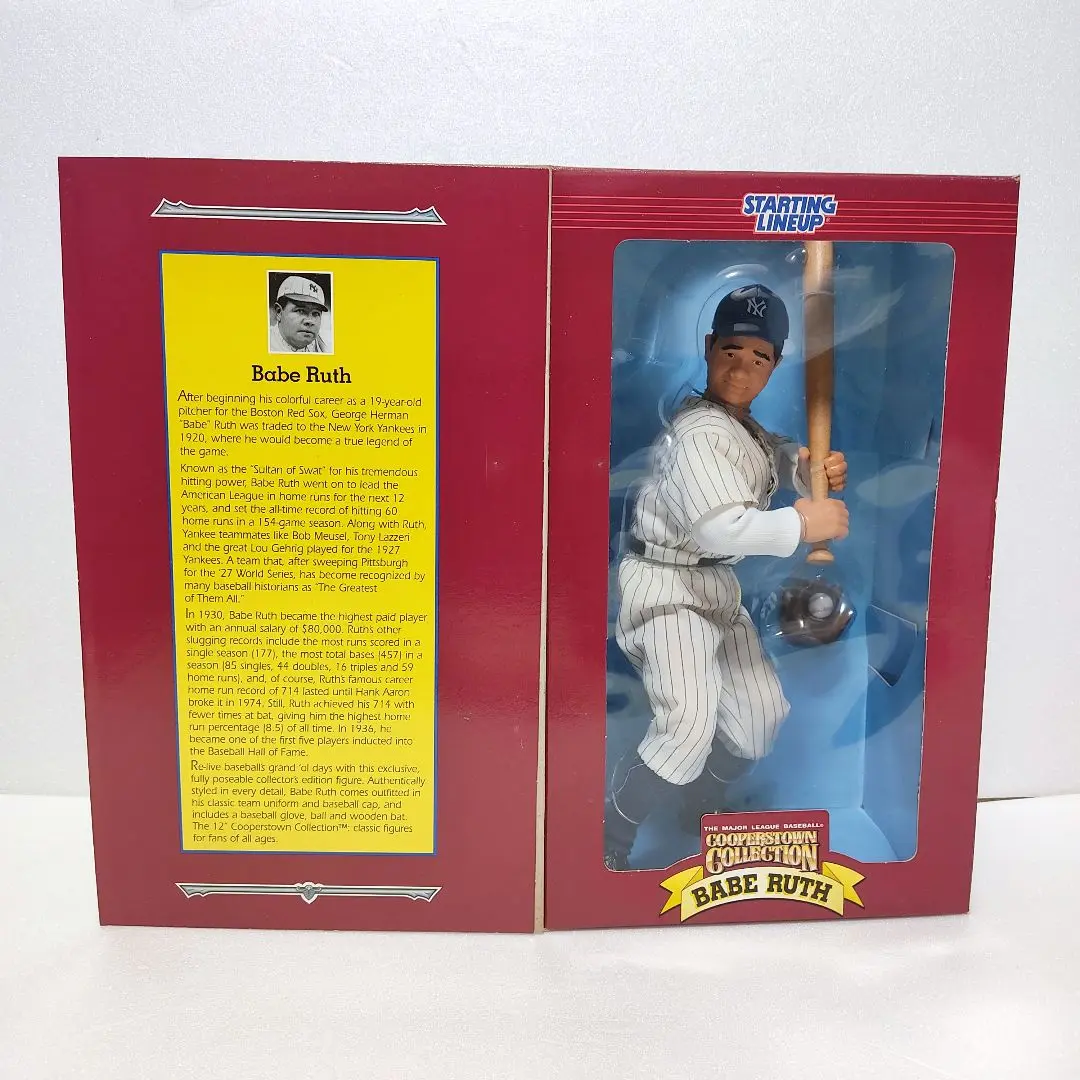 Babe Ruth
After beginning his colorful career as a 19-year-old
pitcher for the Boston Red Sox, George Herman
"Babe" Ruth was traded to the New York Yankees in
1920, where he would become a true legend of
the game.
Known as the "Sultan of Swat" for his tremendous
hitting power, Babe Ruth went on to lead the
American League in home runs for the next 12
years, and set the all-time record of hitting 60
home runs in a 154-game season. Along with Ruth,
Yankee teammates like Bob Meusel, Tony Lazzeri
and the great Lou Gehrig played for the 1927
Yankees. A team that, after sweeping Pittsburgh
for the '27 World Series, has become recognized by
many baseball historians as "The Greatest
of Them All."
In 1930, Babe Ruth became the highest paid player
with an annual salary of $80,000. Ruth's other
slugging records include the most runs scored in a
single season (177), the most total bases (457) in a
season (85 singles, 44 doubles, 16 triples and 59
home runs), and, of course, Ruth's famous career
home run record of 714 lasted until Hank Aaron
broke it in 1974. Still, Ruth achieved his 714 with
fewer times at bat, giving him the highest home
run percentage (8.5) of all time. In 1936, he
became one of the first five players inducted into
the Baseball Hall of Fame.
Re-live baseball's grand 'ol days with this exclusive,
fully poseable collector's edition figure. Authentically
styled in every detail, Babe Ruth comes outfitted in
his classic team uniform and baseball cap, and
includes a baseball glove, ball and wooden bat.
The 12" Cooperstown Collection™: classic figures
for fans of all ages.
STARTING
LINEUP®
NY
THE MAJOR LEAGUE BASEBALL®
COOPERSTOWN
COLLECTION
BABE RUTH